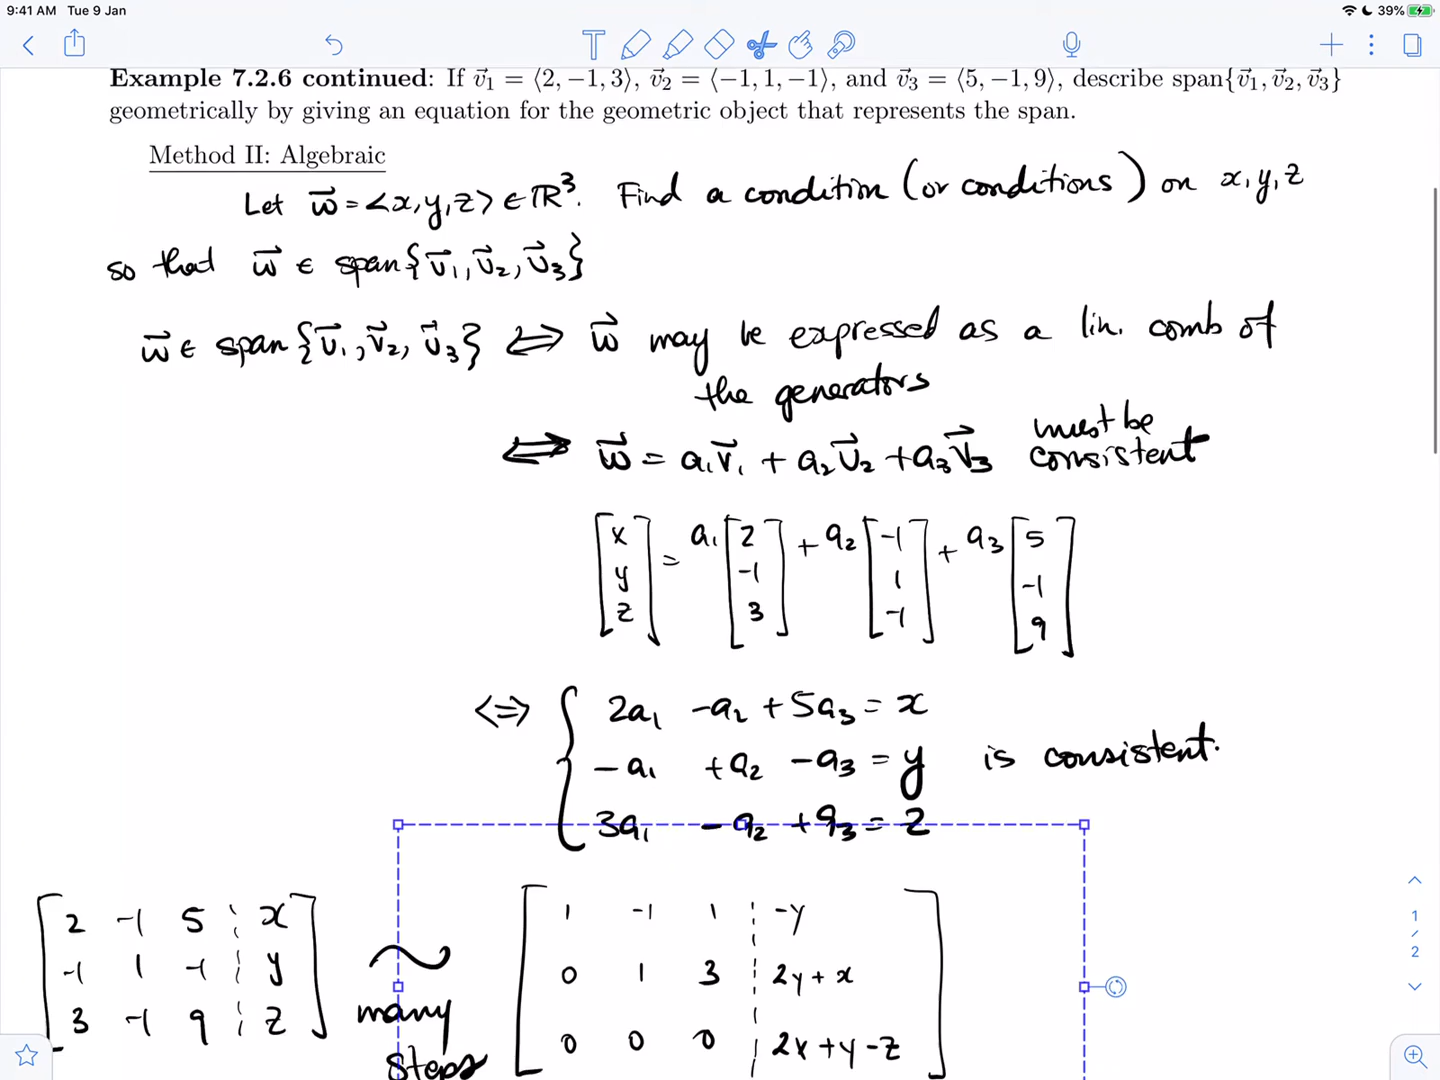 9:41 AM Tue 9 Jan
39%
Example 7.2.6 continued: If v⃗₁ = ⟨2, −1, 3⟩, v⃗₂ = ⟨−1, 1, −1⟩, and v⃗₃ = ⟨5, −1, 9⟩, describe span{v⃗₁, v⃗₂, v⃗₃}
geometrically by giving an equation for the geometric object that represents the span.
Method II: Algebraic
Let w⃗ = <x,y,z> ∈ ℝ³. Find a condition (or conditions) on x,y,z
so that w⃗ ∈ span{v⃗₁, v⃗₂, v⃗₃}
w⃗ ∈ span{v⃗₁, v⃗₂, v⃗₃} ⇔ w⃗ may be expressed as a lin. comb of
the generators
⇔ w⃗ = a₁v⃗₁ + a₂v⃗₂ + a₃v⃗₃ must be consistent
[x y z] = a₁ [2 -1 3] + a₂ [-1 1 -1] + a₃ [5 -1 9]
⇔ { 2a₁ - a₂ + 5a₃ = x
-a₁ + a₂ - a₃ = y is consistent.
3a₁ - a₂ + 9₃ = z
[2 -1 5 ¦ x] ~ [1 -1 1 ¦ -y]
[-1 1 -1 ¦ y] many [0 1 3 ¦ 2y+x]
[3 -1 9 ¦ z] steps [0 0 0 ¦ 2x+y-z]
1
/
2